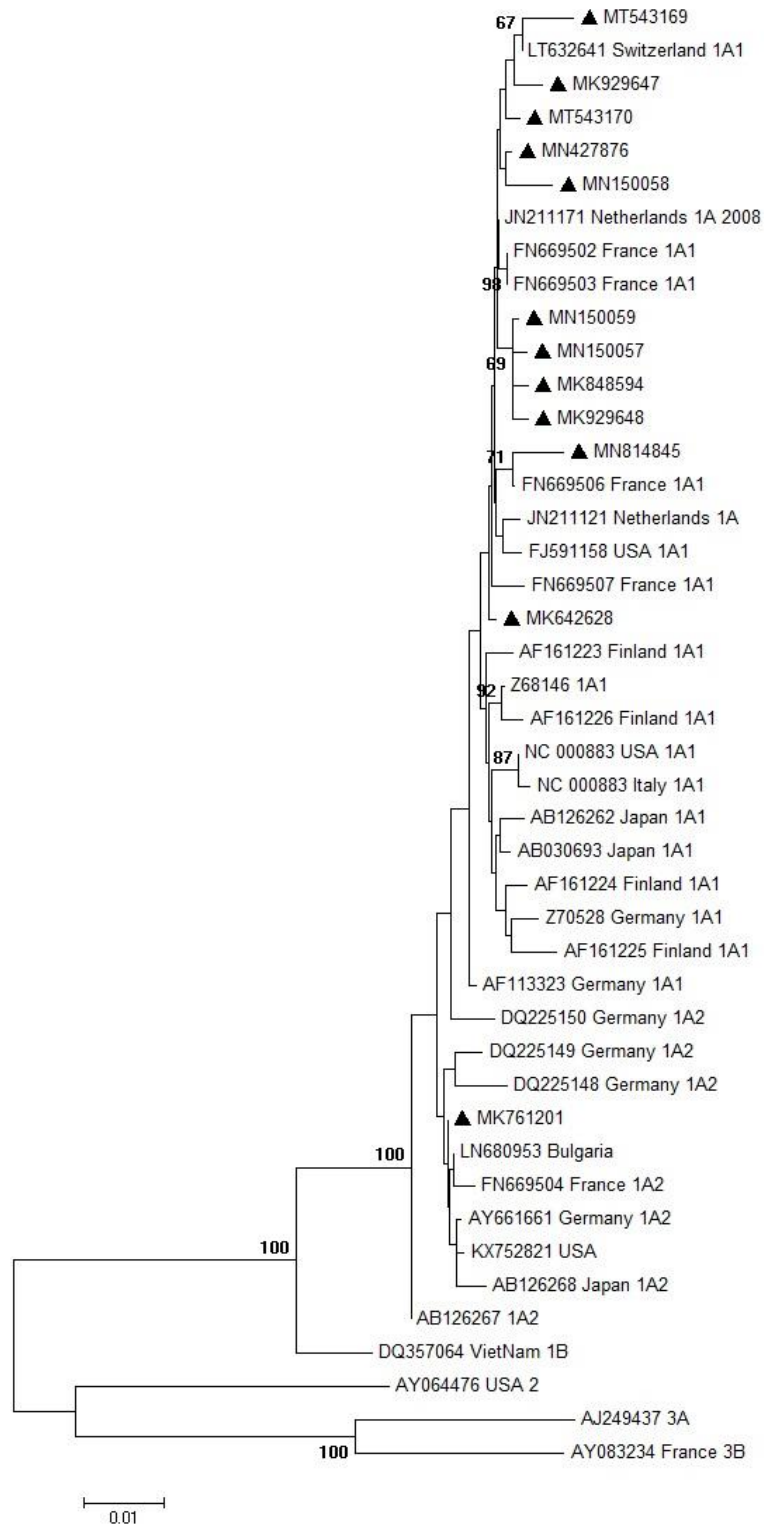 67
▲ MT543169
LT632641 Switzerland 1A1
▲ MK929647
▲ MT543170
▲ MN427876
▲ MN150058
JN211171 Netherlands 1A 2008
FN669502 France 1A1
98
FN669503 France 1A1
▲ MN150059
▲ MN150057
69
▲ MK848594
▲ MK929648
71
▲ MN814845
FN669506 France 1A1
JN211121 Netherlands 1A
FJ591158 USA 1A1
FN669507 France 1A1
▲ MK642628
AF161223 Finland 1A1
92
Z68146 1A1
AF161226 Finland 1A1
87
NC 000883 USA 1A1
NC 000883 Italy 1A1
AB126262 Japan 1A1
AB030693 Japan 1A1
AF161224 Finland 1A1
Z70528 Germany 1A1
AF161225 Finland 1A1
AF113323 Germany 1A1
DQ225150 Germany 1A2
DQ225149 Germany 1A2
DQ225148 Germany 1A2
▲ MK761201
100
LN680953 Bulgaria
FN669504 France 1A2
AY661661 Germany 1A2
100
KX752821 USA
AB126268 Japan 1A2
AB126267 1A2
DQ357064 VietNam 1B
AY064476 USA 2
AJ249437 3A
100
AY083234 France 3B
0.01